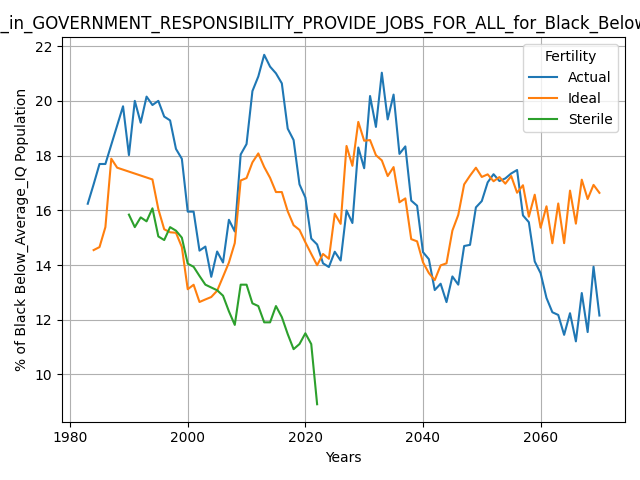 _in_GOVERNMENT_RESPONSIBILITY_PROVIDE_JOBS_FOR_ALL_for_Black_Below
% of Black Below_Average_IQ Population
22
20
18
16
14
12
10
Fertility
Actual
Ideal
Sterile
1980
2000
2020
2040
2060
Years